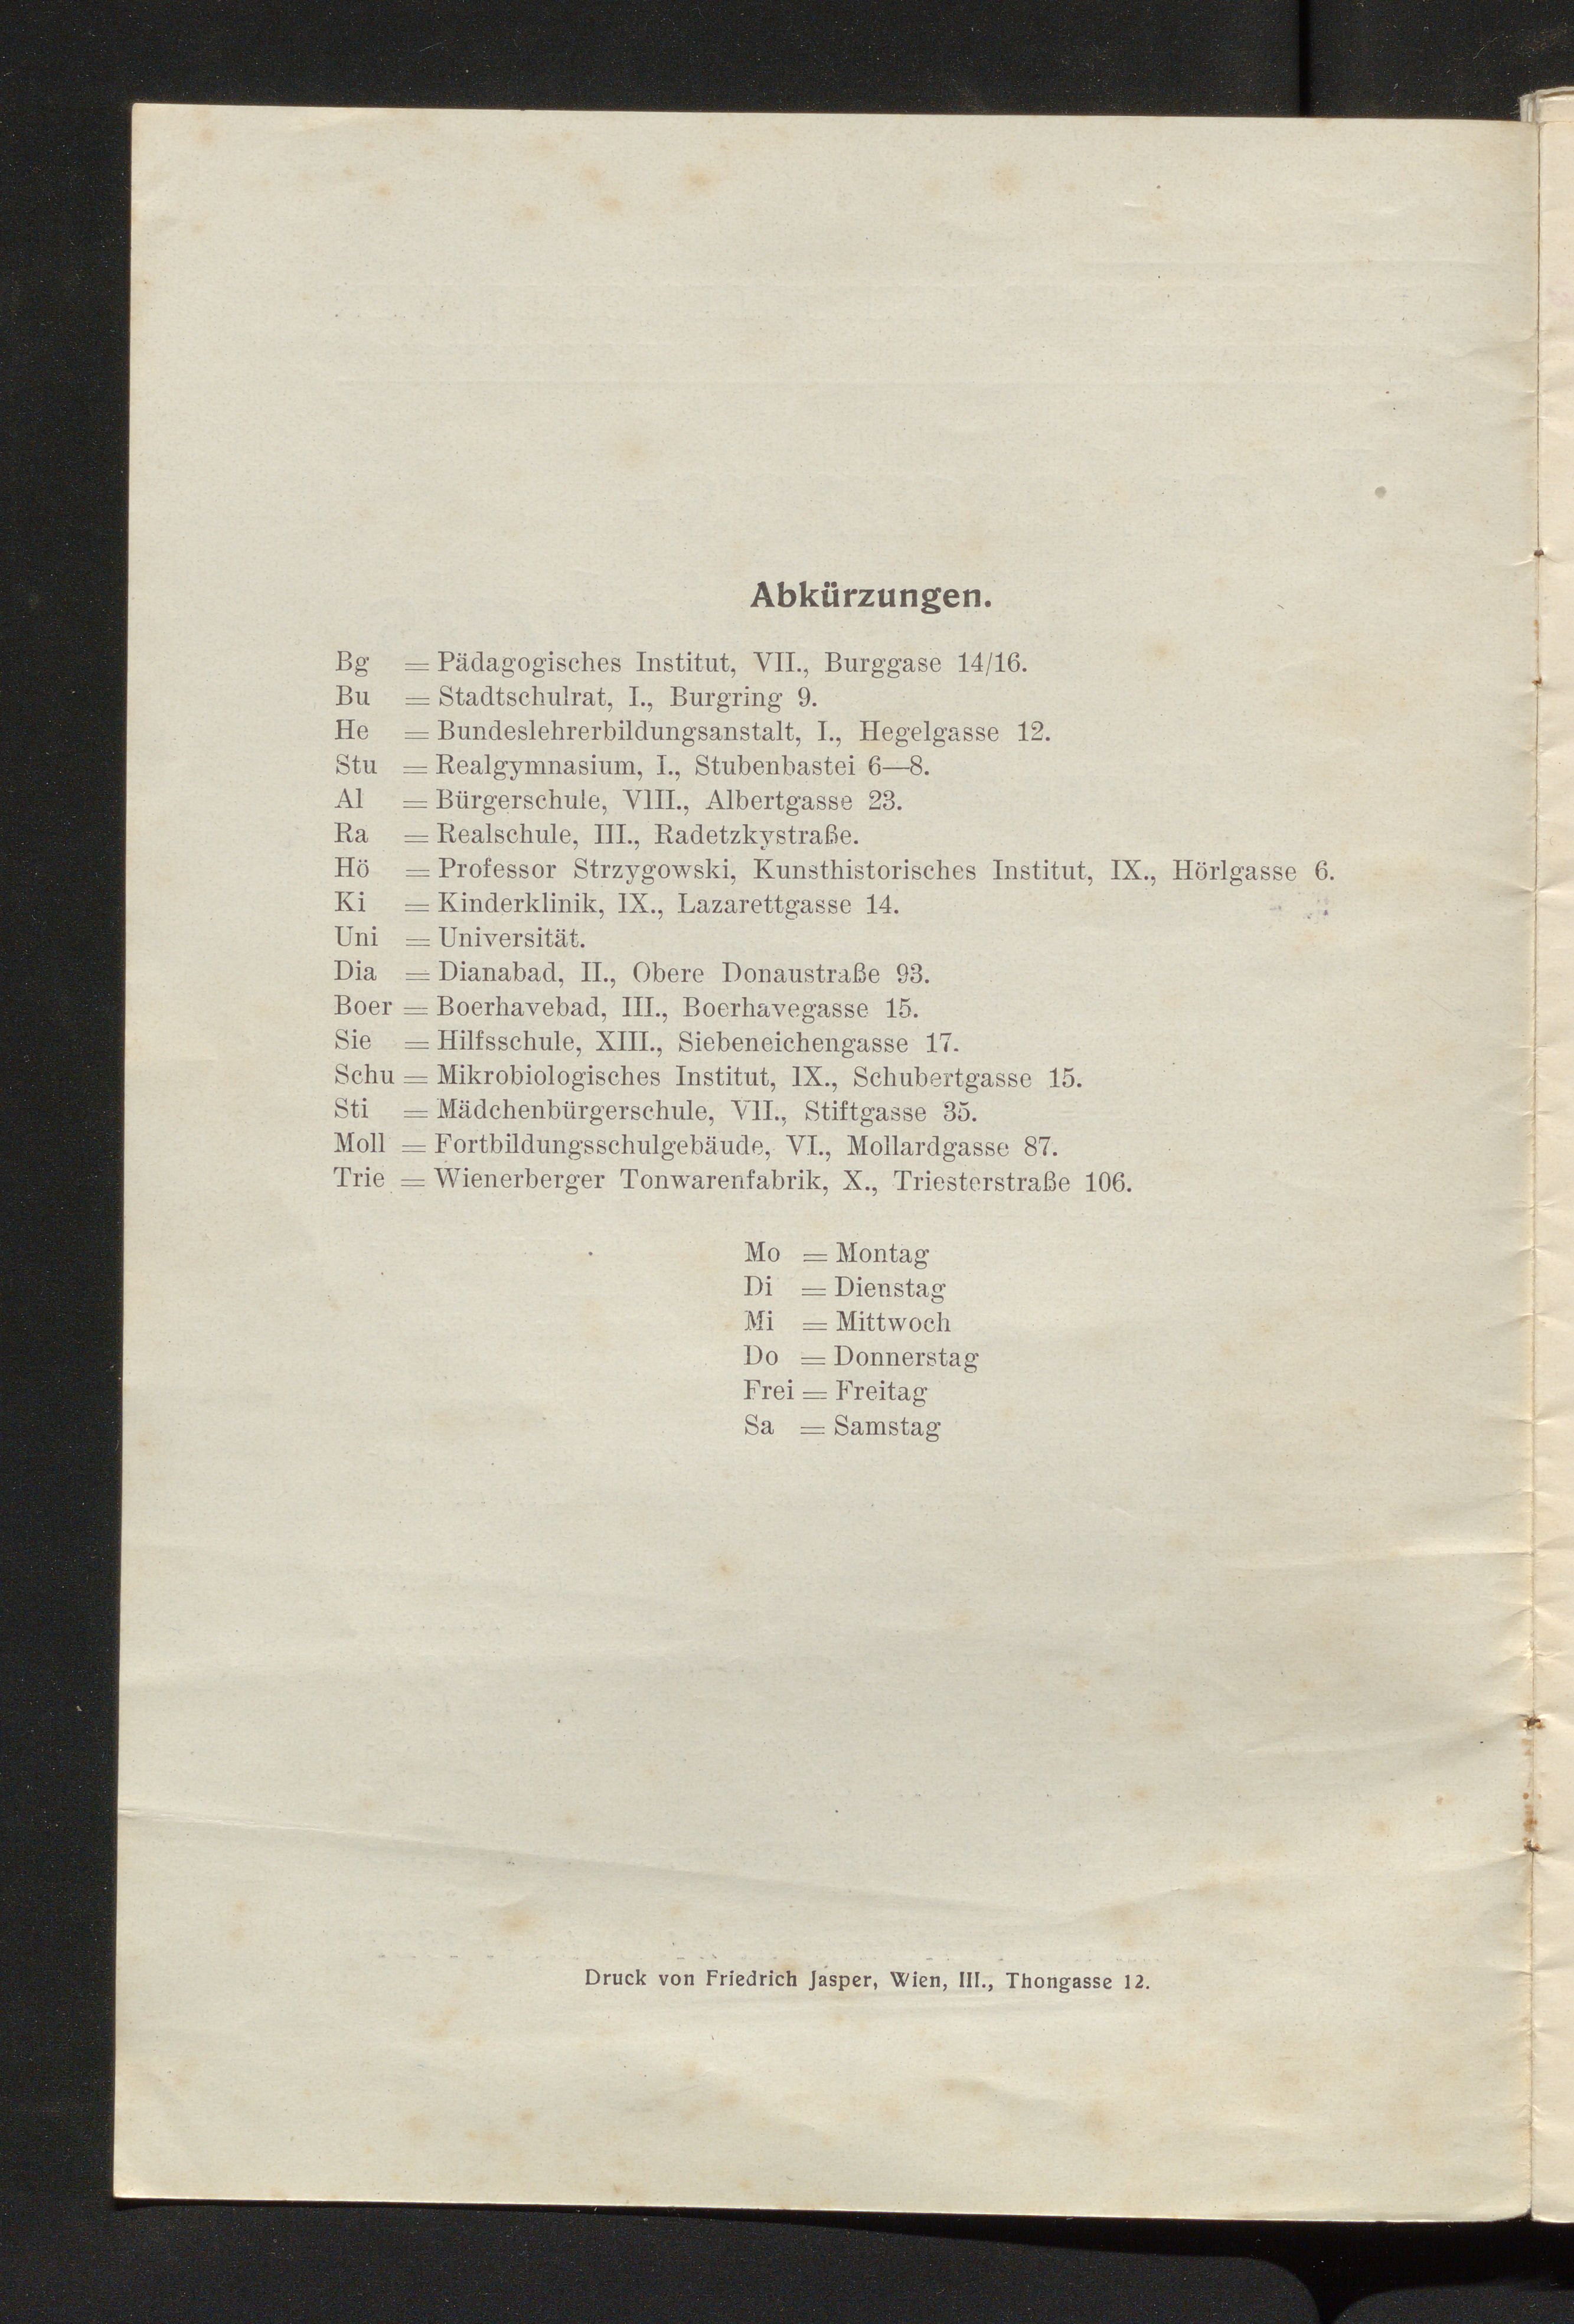 Abkürzungen.
Bg = Pädagogisches Institut, VII., Burggase 14/16.
Bu = Stadtschulrat, I., Burgring 9.
He = Bundeslehrerbildungsanstalt, I., Hegelgasse 12.
Stu = Realgymnasium, I., Stubenbastei 6—8.
Al = Bürgerschule, VIII., Albertgasse 23.
Ra = Realschule, III., Radetzkystraße.
Hö = Professor Strzygowski, Kunsthistorisches Institut, IX., Hörlgasse 6.
Ki = Kinderklinik, IX., Lazarettgasse 14.
Uni = Universität.
Dia = Dianabad, II., Obere Donaustraße 93.
Boer = Boerhavebad, III., Boerhavegasse 15.
Sie = Hilfsschule, XIII., Siebeneichengasse 17.
Schu = Mikrobiologisches Institut, IX., Schubertgasse 15.
Sti = Mädchenbürgerschule, VII., Stiftgasse 35.
Moll = Fortbildungsschulgebäude, VI., Mollardgasse 87.
Trie = Wienerberger Tonwarenfabrik, X., Triesterstraße 106.
Mo = Montag
Di = Dienstag
Mi = Mittwoch
Do = Donnerstag
Frei = Freitag
Sa = Samstag
Druck von Friedrich Jasper, Wien, III., Thongasse 12.